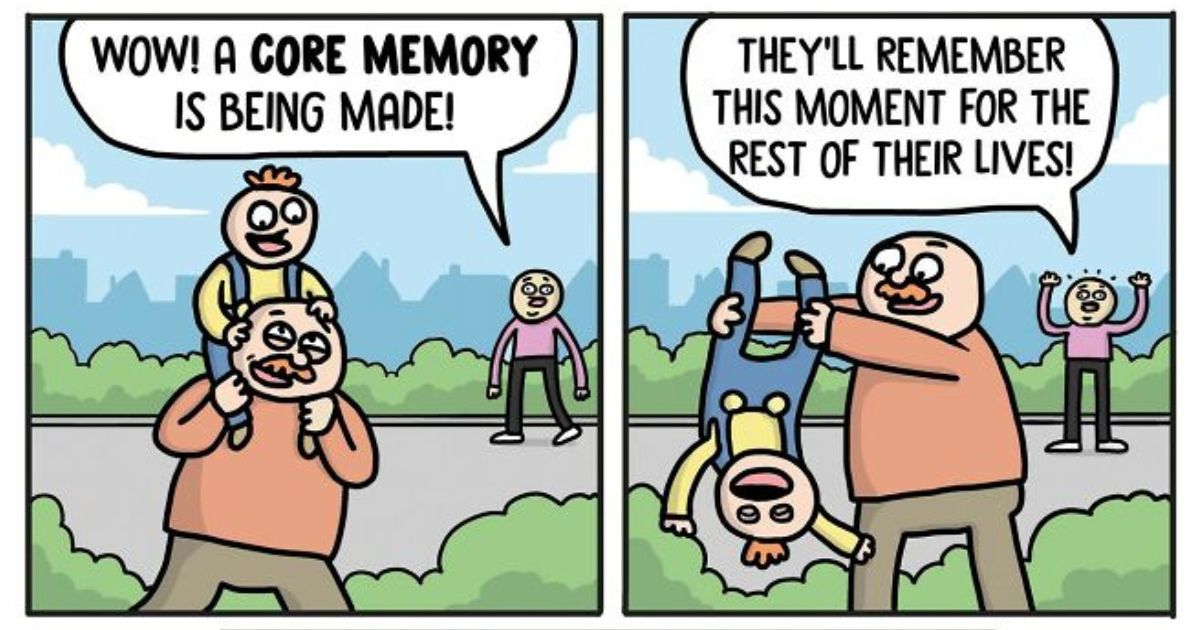 WOW! A CORE MEMORY
IS BEING MADE!
THEY'LL REMEMBER
THIS MOMENT FOR THE
REST OF THEIR LIVES!